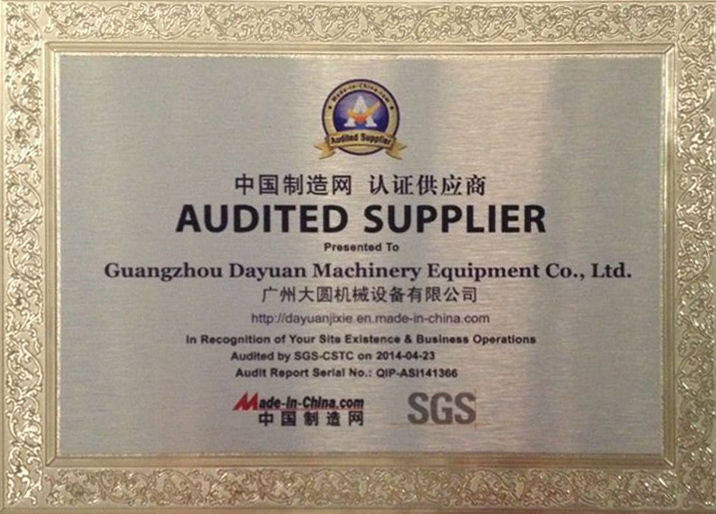 Made-in-China.com
Audited Supplier
中国制造网 认证供应商
AUDITED SUPPLIER
Presented To
Guangzhou Dayuan Machinery Equipment Co., Ltd.
广州大圆机械设备有限公司
http://dayuanjixie.en.made-in-china.com
In Recognition of Your Site Existence & Business Operations
Audited by SGS-CSTC on 2014-04-23
Audit Report Serial No.: QIP-ASI141366
Made-in-China.com
中国制造网
SGS